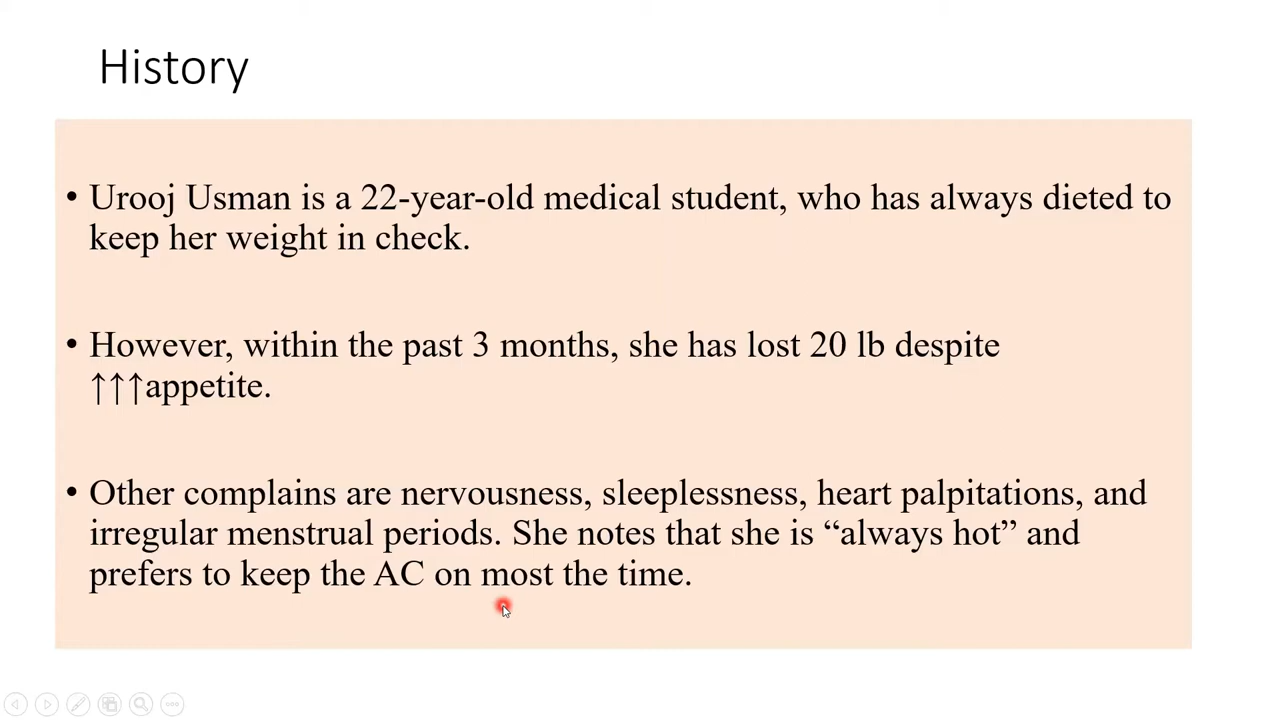 History
• Urooj Usman is a 22-year-old medical student, who has always dieted to
keep her weight in check.
• However, within the past 3 months, she has lost 20 lb despite
↑↑↑appetite.
• Other complains are nervousness, sleeplessness, heart palpitations, and
irregular menstrual periods. She notes that she is “always hot” and
prefers to keep the AC on most the time.